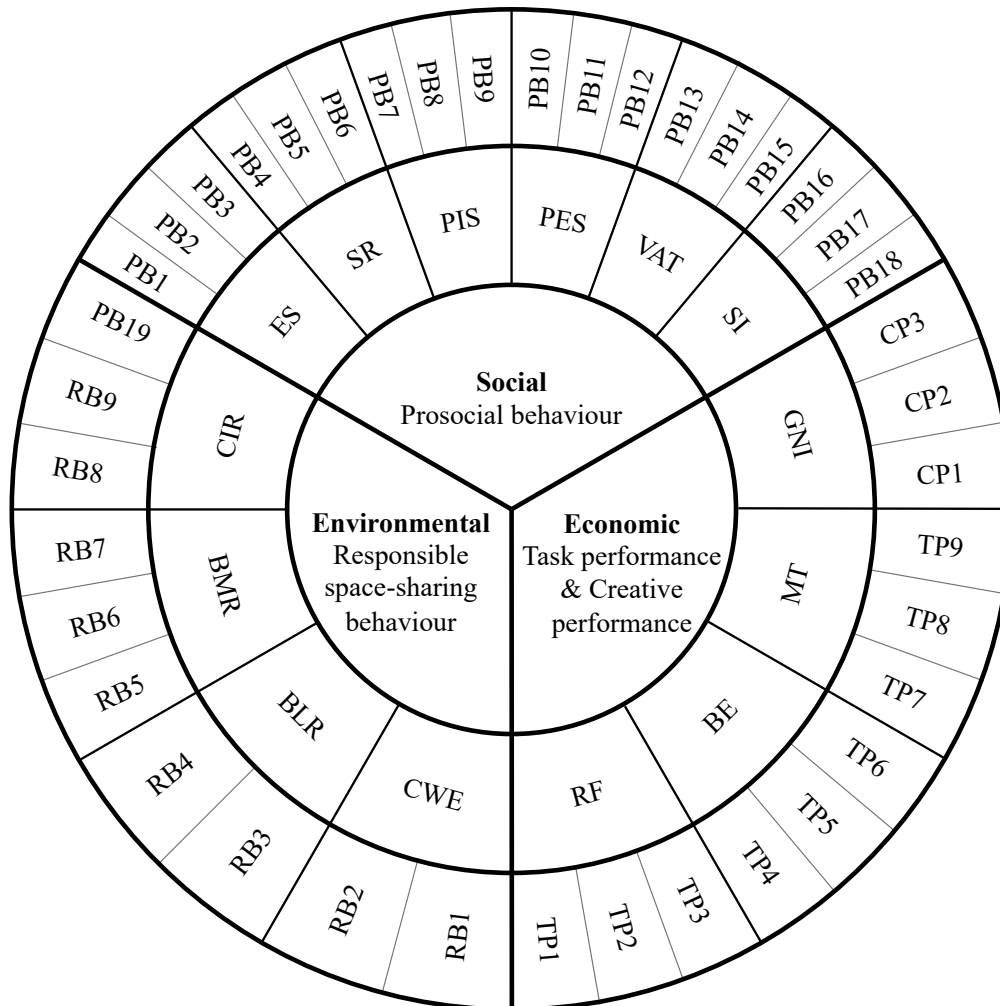 PB1
PB2
PB3
PB4
PB5
PB6
PB7
PB8
PB9
PB10
PB11
PB12
PB13
PB14
PB15
PB16
PB17
PB18
CP3
CP2
CP1
TP9
TP8
TP7
TP6
TP5
TP4
TP3
TP2
TP1
RB1
RB2
RB3
RB4
RB5
RB6
RB7
RB8
RB9
PB19
ES
SR
PIS
PES
VAT
SI
GNI
MT
BE
RF
CWE
BLR
BMR
CIR
Social
Prosocial behaviour
Environmental
Responsible
space-sharing
behaviour
Economic
Task performance
& Creative
performance